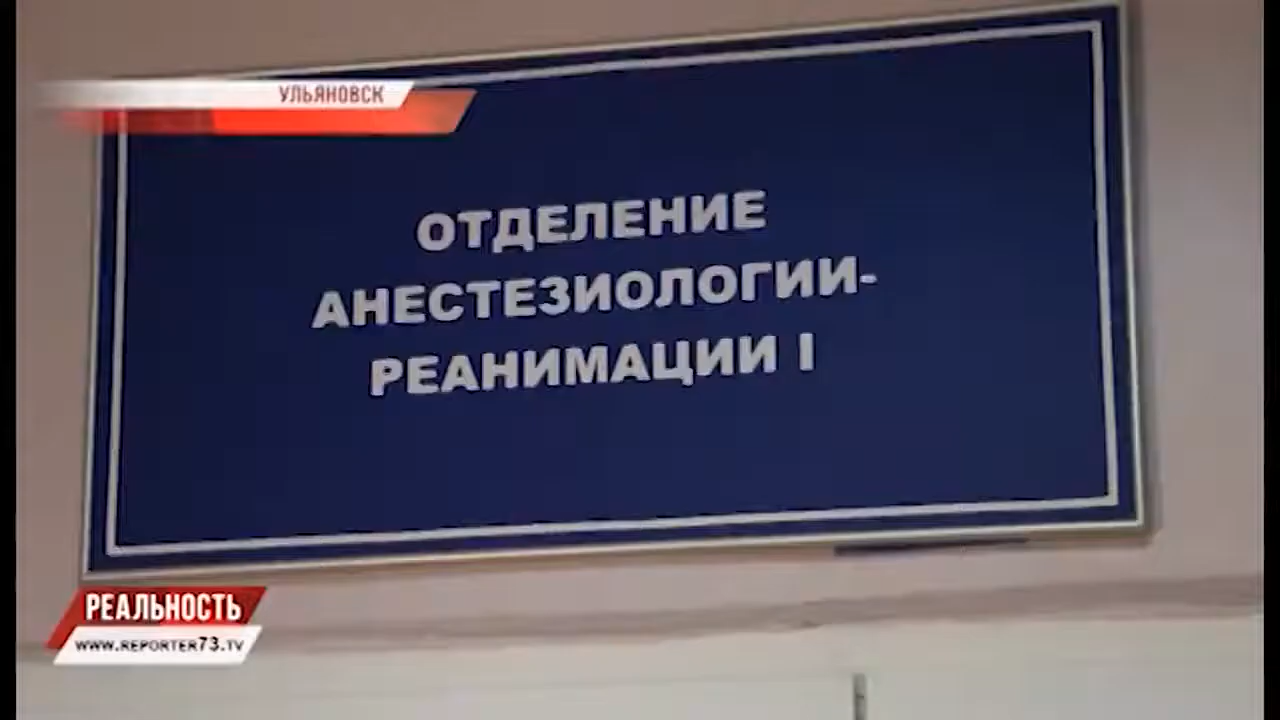 УЛЬЯНОВСК
ОТДЕЛЕНИЕ
АНЕСТЕЗИОЛОГИИ-
РЕАНИМАЦИИ I
РЕАЛЬНОСТЬ
WWW.REPORTER73.TV